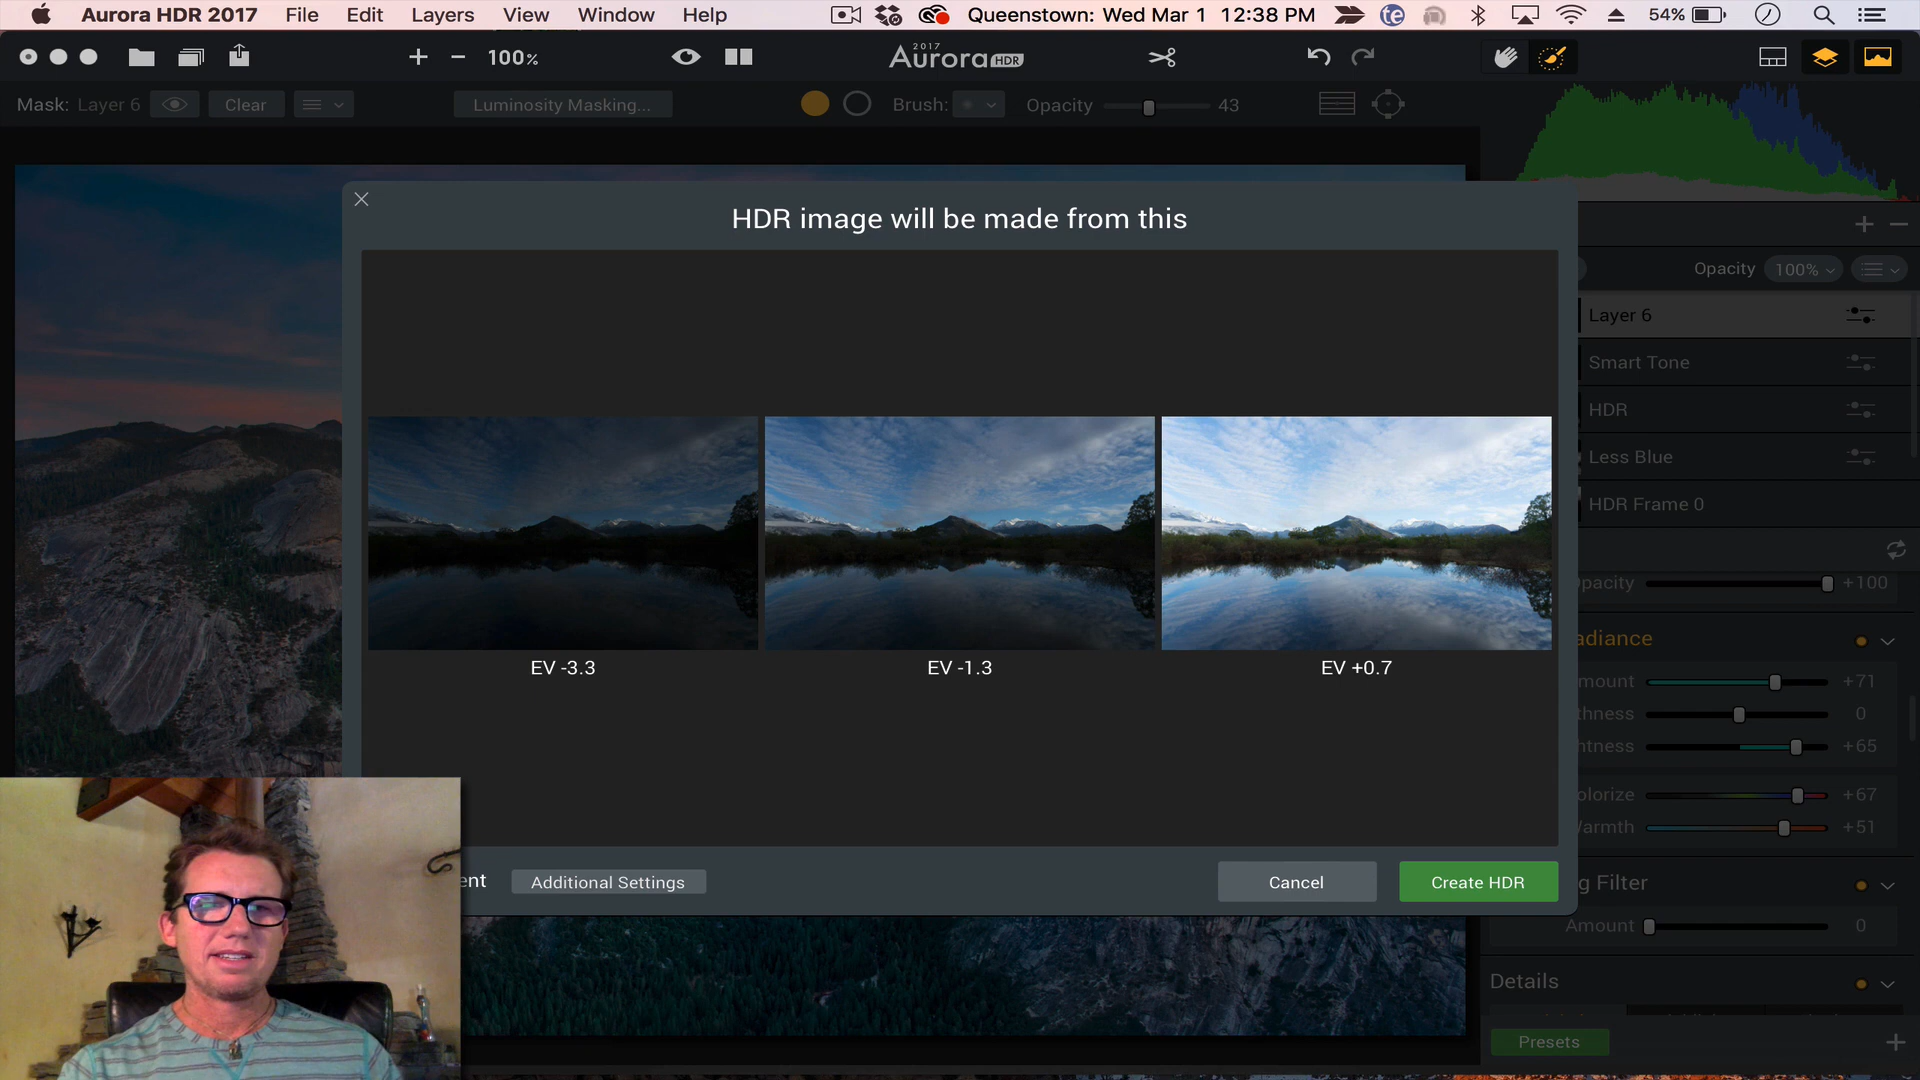 Aurora HDR 2017 File Edit Layers View Window Help Queenstown: Wed Mar 1 12:38 PM 54%
100%
2017
Aurora HDR
Mask: Layer 6 Clear Luminosity Masking... Brush: Opacity 43
HDR image will be made from this
EV -3.3 EV -1.3 EV +0.7
ent Additional Settings Cancel Create HDR
Opacity 100%
Layer 6
Smart Tone
HDR
Less Blue
HDR Frame 0
pacity +100
adiance
mount +71
thness 0
htness +65
olorize +67
Warmth +51
g Filter
Amount 0
Details
Presets